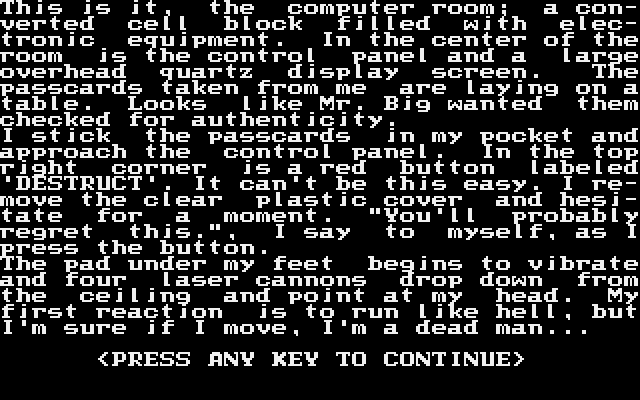 This is it, the computer room; a con-
verted cell block filled with elec-
tronic equipment. In the center of the
room is the control panel and a large
overhead quartz display screen. The
passcards taken from me are laying on a
table. Looks like Mr. Big wanted them
checked for authenticity.
I stick the passcards in my pocket and
approach the control panel. In the top
right corner is a red button labeled
'DESTRUCT'. It can't be this easy. I re-
move the clear plastic cover and hesi-
tate for a moment. "You'll probably
regret this.", I say to myself, as I
press the button.
The pad under my feet begins to vibrate
and four laser cannons drop down from
the ceiling and point at my head. My
first reaction is to run like hell, but
I'm sure if I move, I'm a dead man...
<PRESS ANY KEY TO CONTINUE>